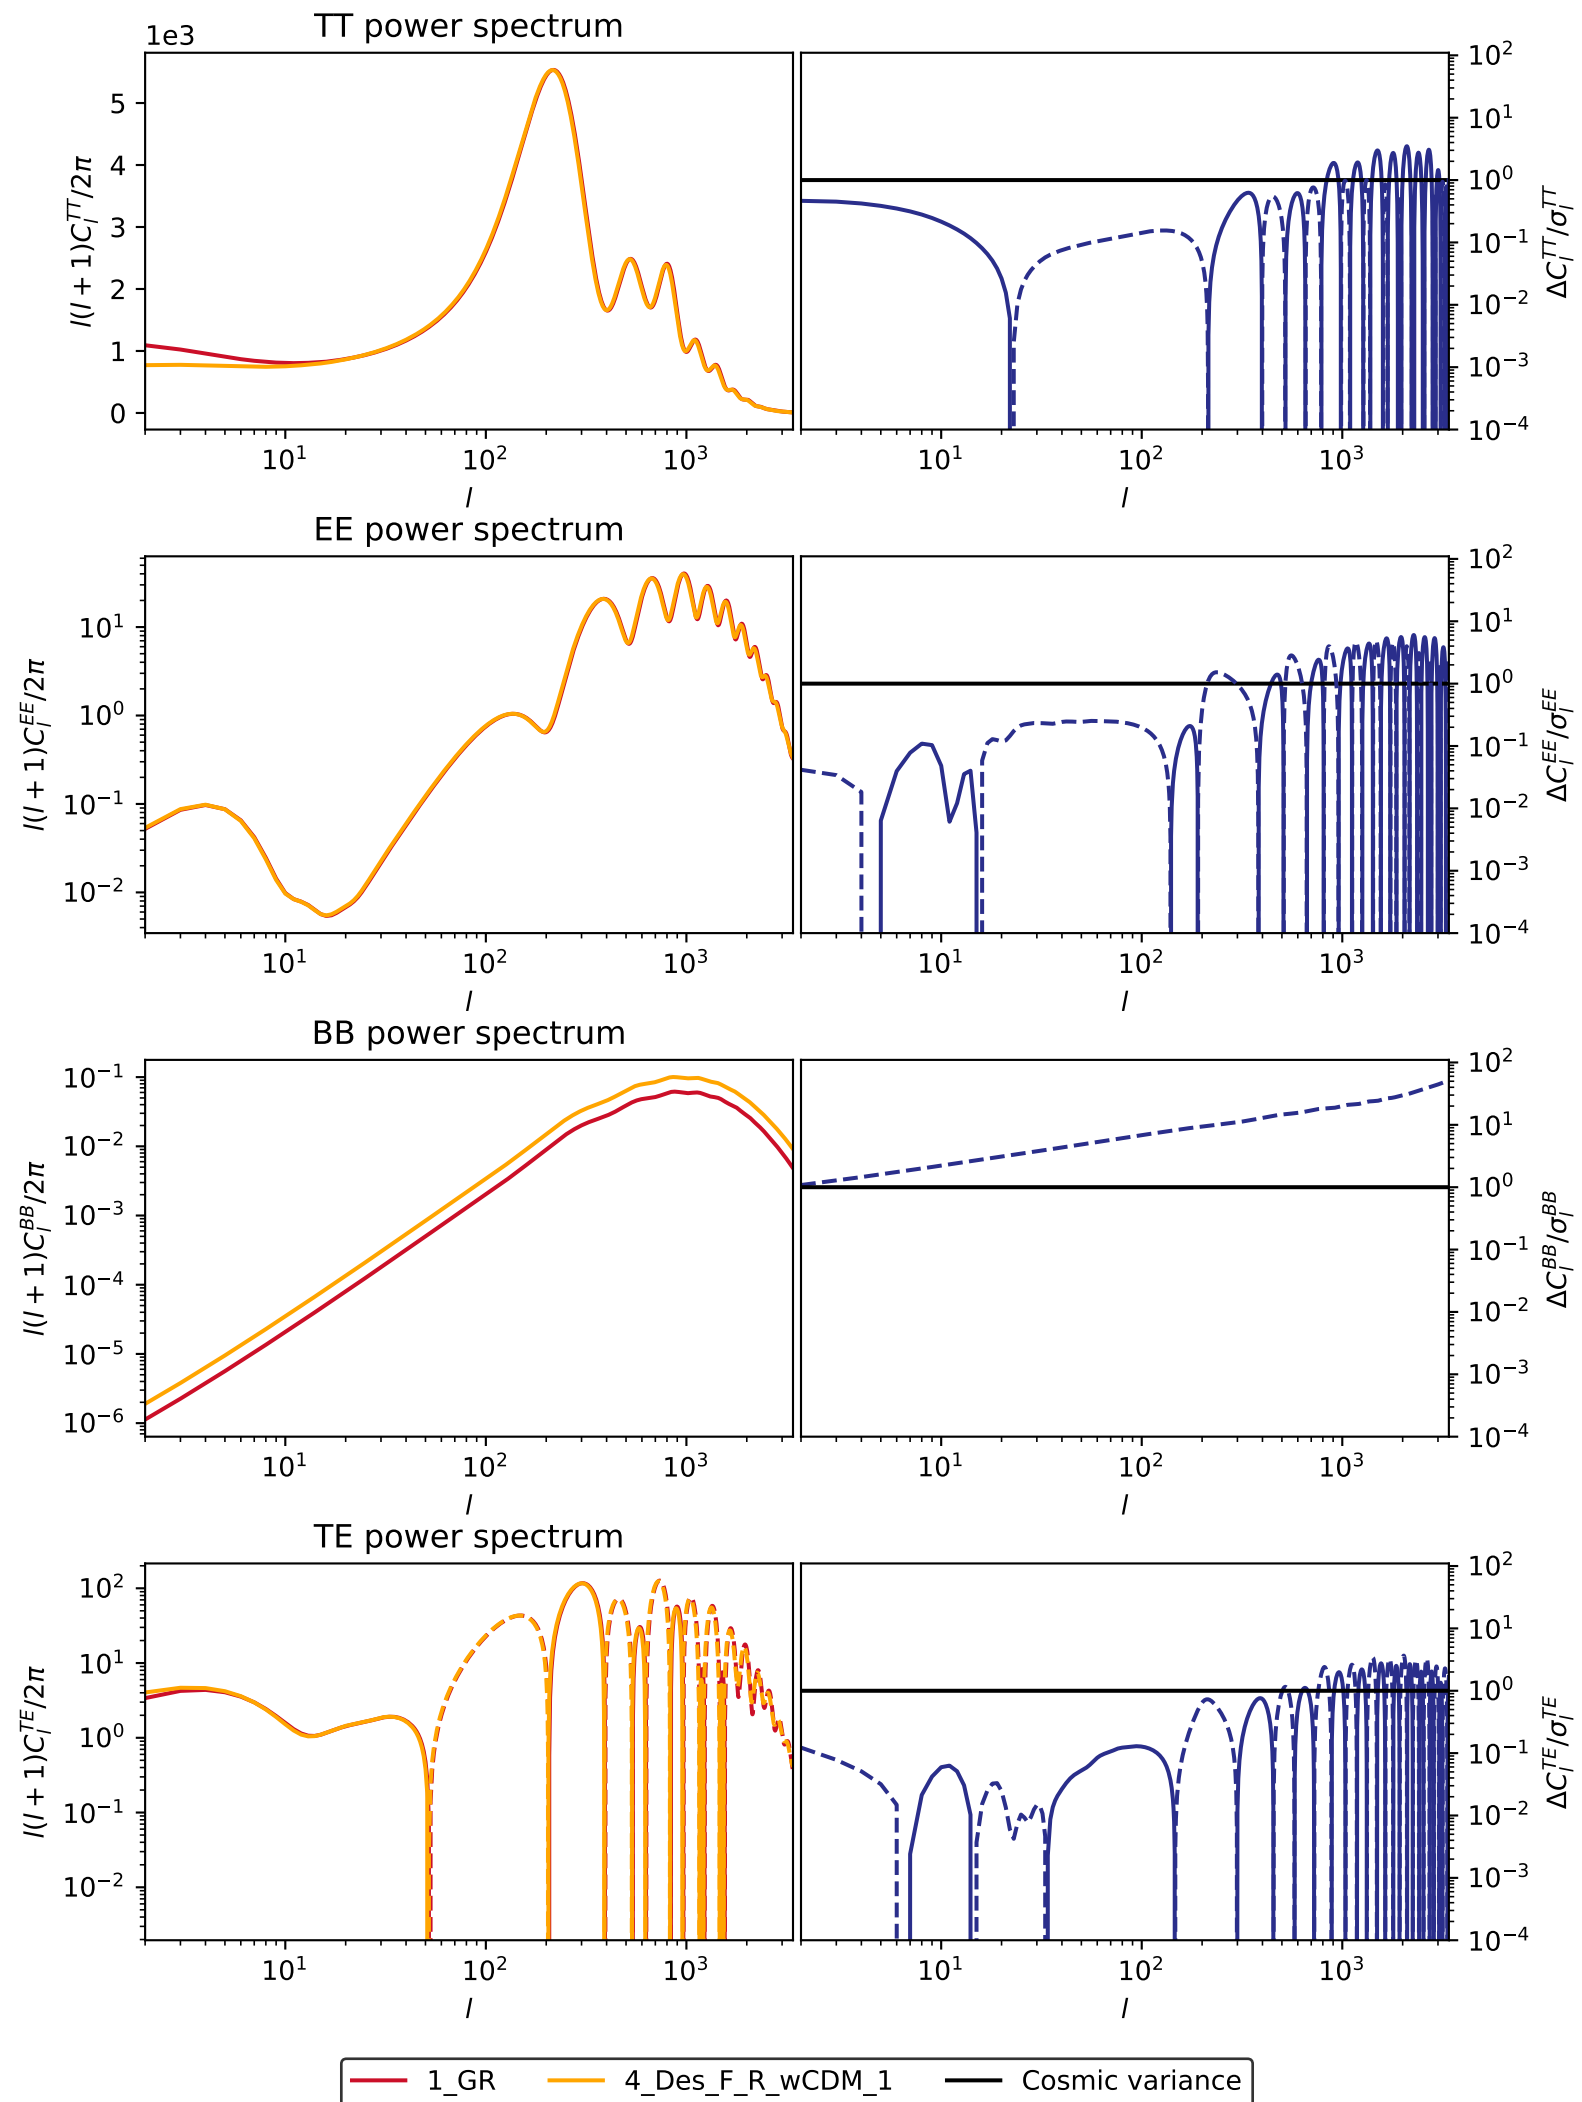 TT power spectrum
1e3
5
4
3
2
1
0
l(l + 1)C_l^{TT}/2π
10^1 10^2 10^3
l
10^2
10^1
10^0
10^{-1}
10^{-2}
10^{-3}
10^{-4}
ΔC_l^{TT}/σ_l^{TT}
10^1 10^2 10^3
l
EE power spectrum
10^1
10^0
10^{-1}
10^{-2}
l(l + 1)C_l^{EE}/2π
10^1 10^2 10^3
l
10^2
10^1
10^0
10^{-1}
10^{-2}
10^{-3}
10^{-4}
ΔC_l^{EE}/σ_l^{EE}
10^1 10^2 10^3
l
BB power spectrum
10^{-1}
10^{-2}
10^{-3}
10^{-4}
10^{-5}
10^{-6}
l(l + 1)C_l^{BB}/2π
10^1 10^2 10^3
l
10^2
10^1
10^0
10^{-1}
10^{-2}
10^{-3}
10^{-4}
ΔC_l^{BB}/σ_l^{BB}
10^1 10^2 10^3
l
TE power spectrum
10^2
10^1
10^0
10^{-1}
10^{-2}
l(l + 1)C_l^{TE}/2π
10^1 10^2 10^3
l
10^2
10^1
10^0
10^{-1}
10^{-2}
10^{-3}
10^{-4}
ΔC_l^{TE}/σ_l^{TE}
10^1 10^2 10^3
l
1_GR 4_Des_F_R_wCDM_1 Cosmic variance